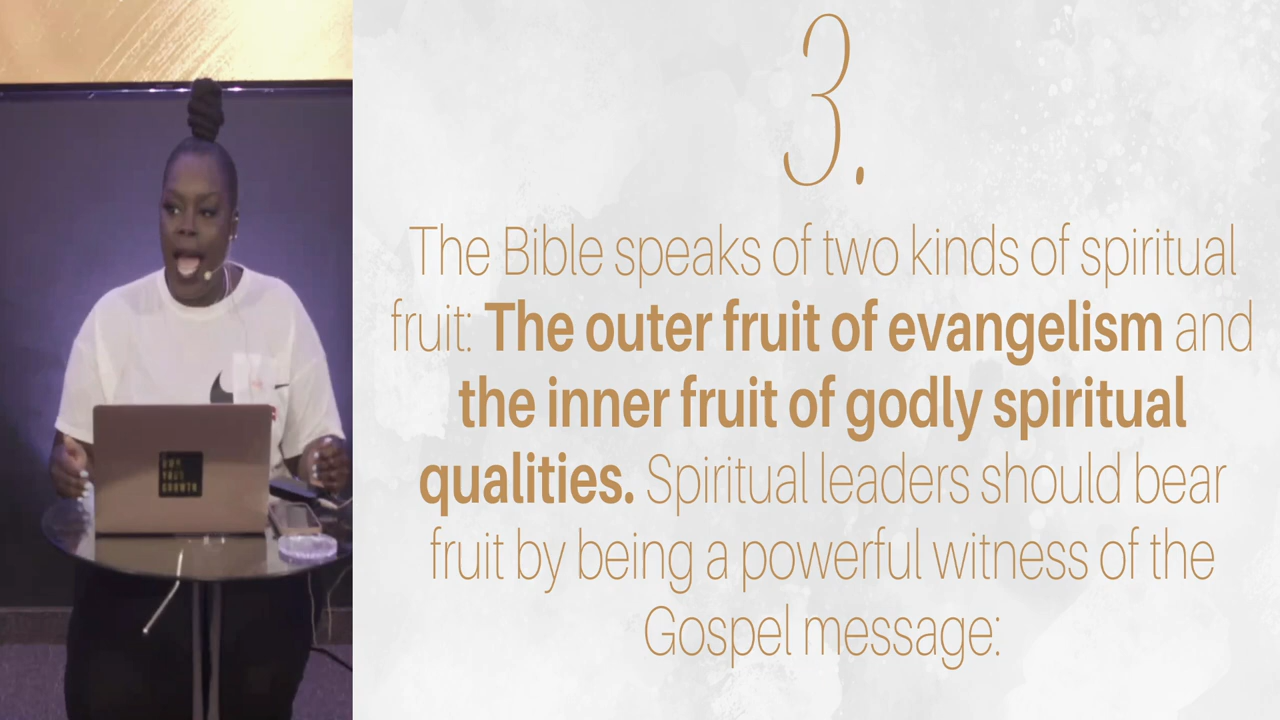 3.
The Bible speaks of two kinds of spiritual
fruit: The outer fruit of evangelism and
the inner fruit of godly spiritual
qualities. Spiritual leaders should bear
fruit by being a powerful witness of the
Gospel message:
GROWTH